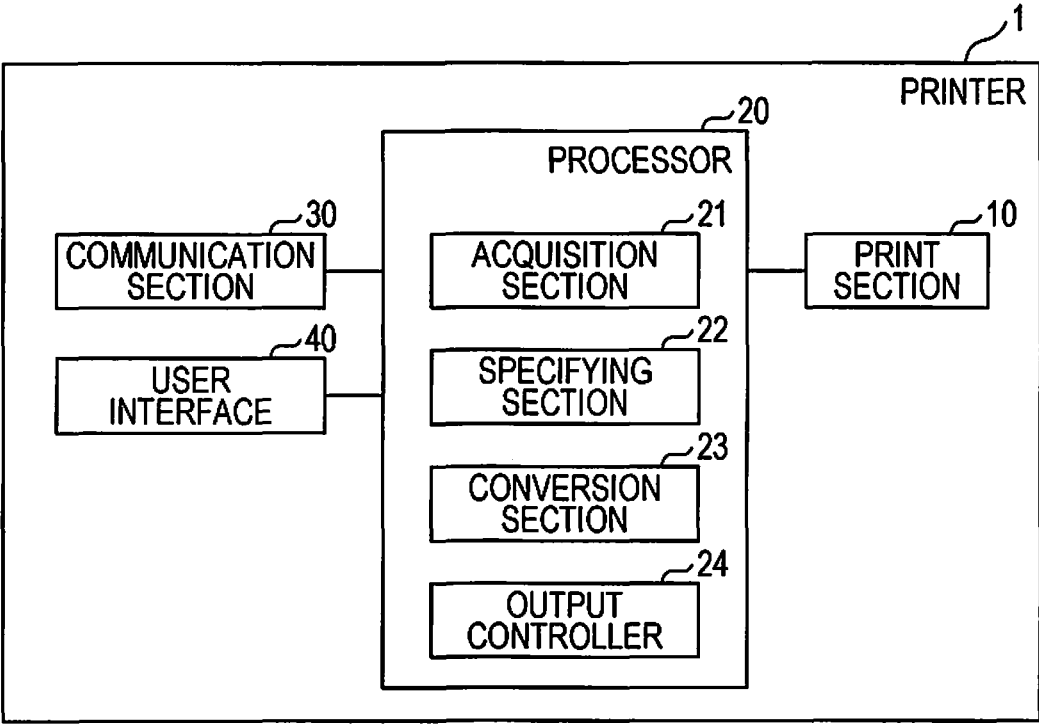 1
PRINTER
20
PROCESSOR
30
COMMUNICATION
SECTION
40
USER
INTERFACE
21
ACQUISITION
SECTION
22
SPECIFYING
SECTION
23
CONVERSION
SECTION
24
OUTPUT
CONTROLLER
10
PRINT
SECTION